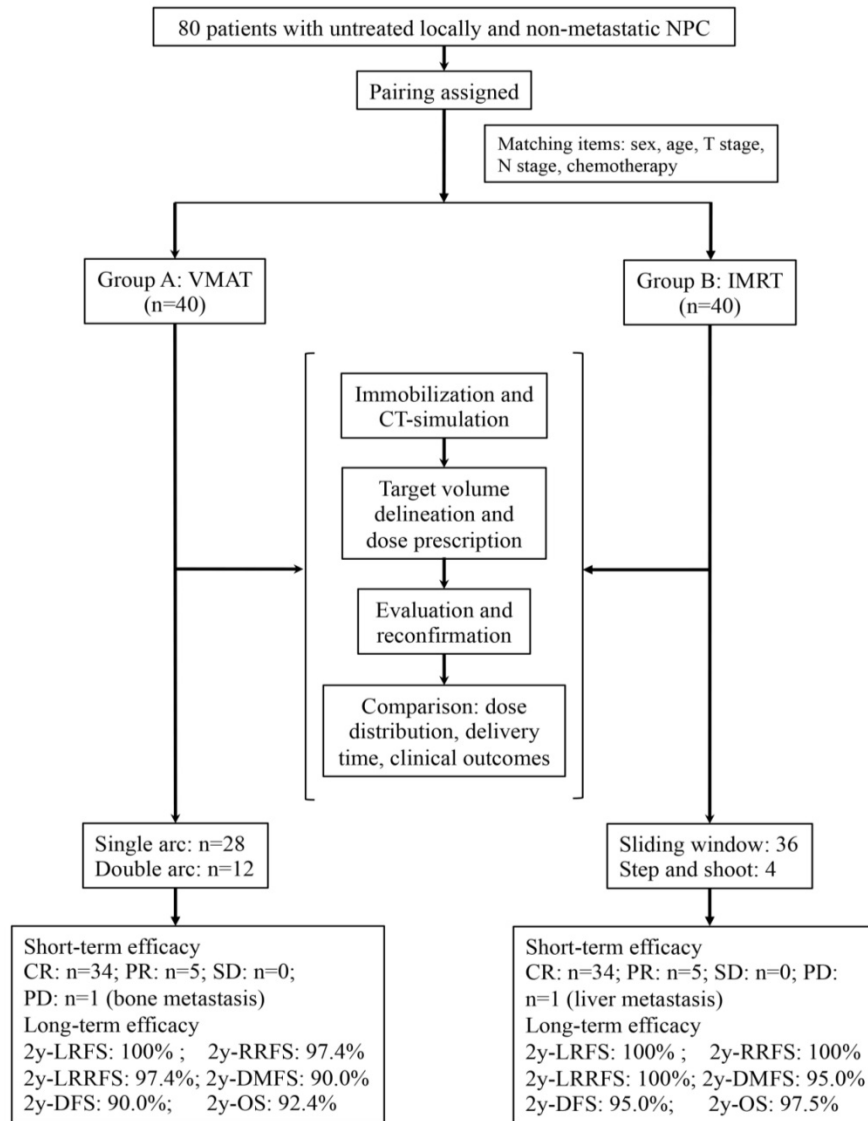 80 patients with untreated locally and non-metastatic NPC
Pairing assigned
Matching items: sex, age, T stage,
N stage, chemotherapy
Group A: VMAT
(n=40)
Group B: IMRT
(n=40)
Immobilization and
CT-simulation
Target volume
delineation and
dose prescription
Evaluation and
reconfirmation
Comparison: dose
distribution, delivery
time, clinical outcomes
Single arc: n=28
Double arc: n=12
Sliding window: 36
Step and shoot: 4
Short-term efficacy
CR: n=34; PR: n=5; SD: n=0;
PD: n=1 (bone metastasis)
Long-term efficacy
2y-LRFS: 100% ; 2y-RRFS: 97.4%
2y-LRRFS: 97.4%; 2y-DMFS: 90.0%
2y-DFS: 90.0%; 2y-OS: 92.4%
Short-term efficacy
CR: n=34; PR: n=5; SD: n=0; PD:
n=1 (liver metastasis)
Long-term efficacy
2y-LRFS: 100% ; 2y-RRFS: 100%
2y-LRRFS: 100%; 2y-DMFS: 95.0%
2y-DFS: 95.0%; 2y-OS: 97.5%